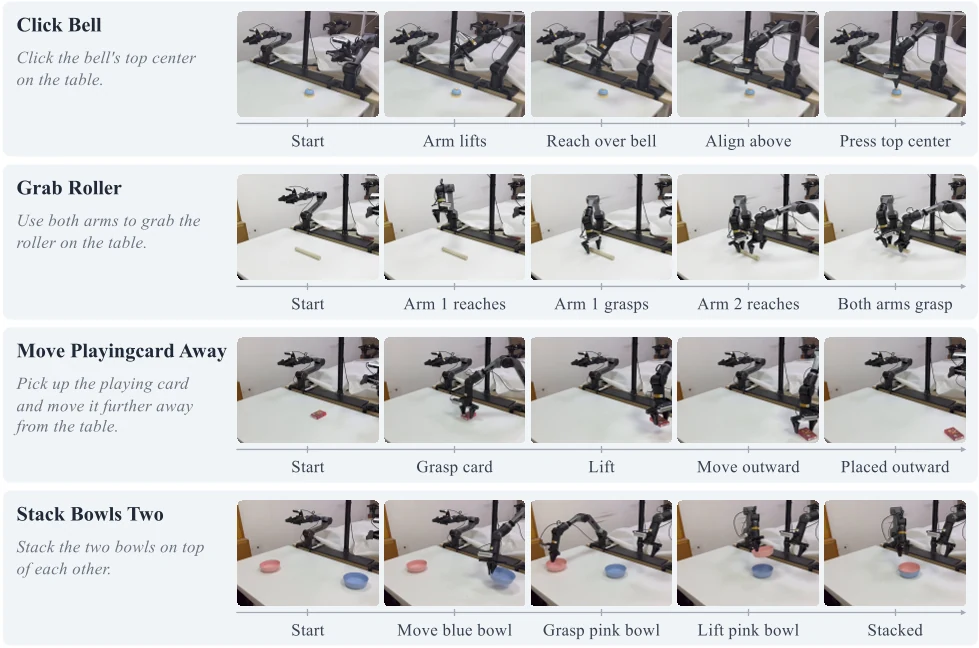 Click Bell
Click the bell's top center
on the table.
Start
Arm lifts
Reach over bell
Align above
Press top center
Grab Roller
Use both arms to grab the
roller on the table.
Start
Arm 1 reaches
Arm 1 grasps
Arm 2 reaches
Both arms grasp
Move Playingcard Away
Pick up the playing card
and move it further away
from the table.
Start
Grasp card
Lift
Move outward
Placed outward
Stack Bowls Two
Stack the two bowls on top
of each other.
Start
Move blue bowl
Grasp pink bowl
Lift pink bowl
Stacked